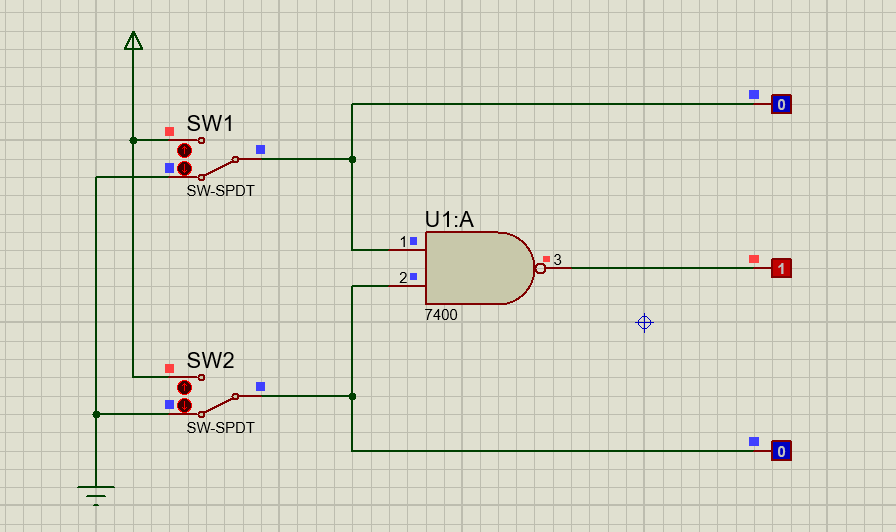 0
SW1
SW-SPDT
U1:A
1
2
3
1
7400
SW2
SW-SPDT
0